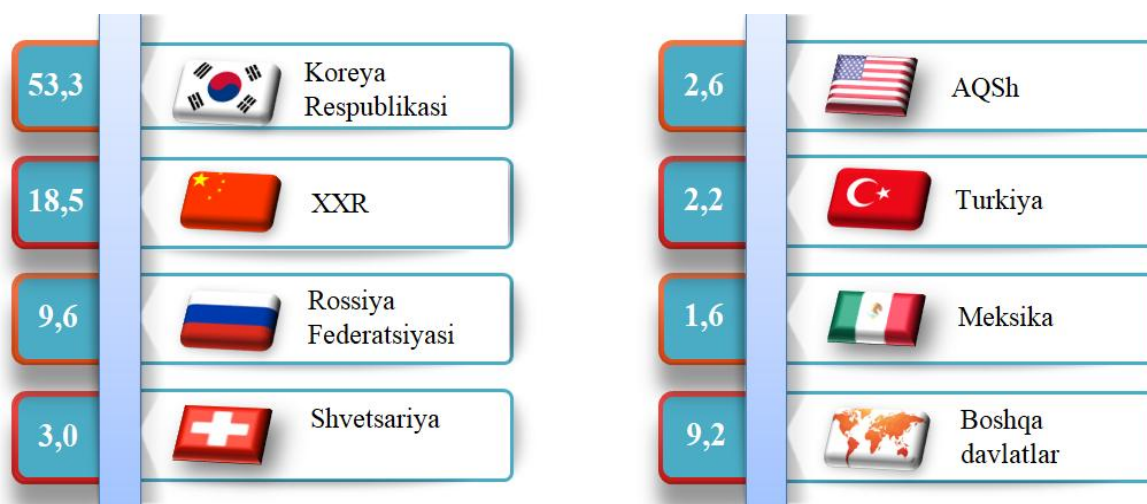 53,3
Koreya
Respublikasi
18,5
XXR
9,6
Rossiya
Federatsiyasi
3,0
Shvetsariya
2,6
AQSh
2,2
Turkiya
1,6
Meksika
9,2
Boshqa
davlatlar